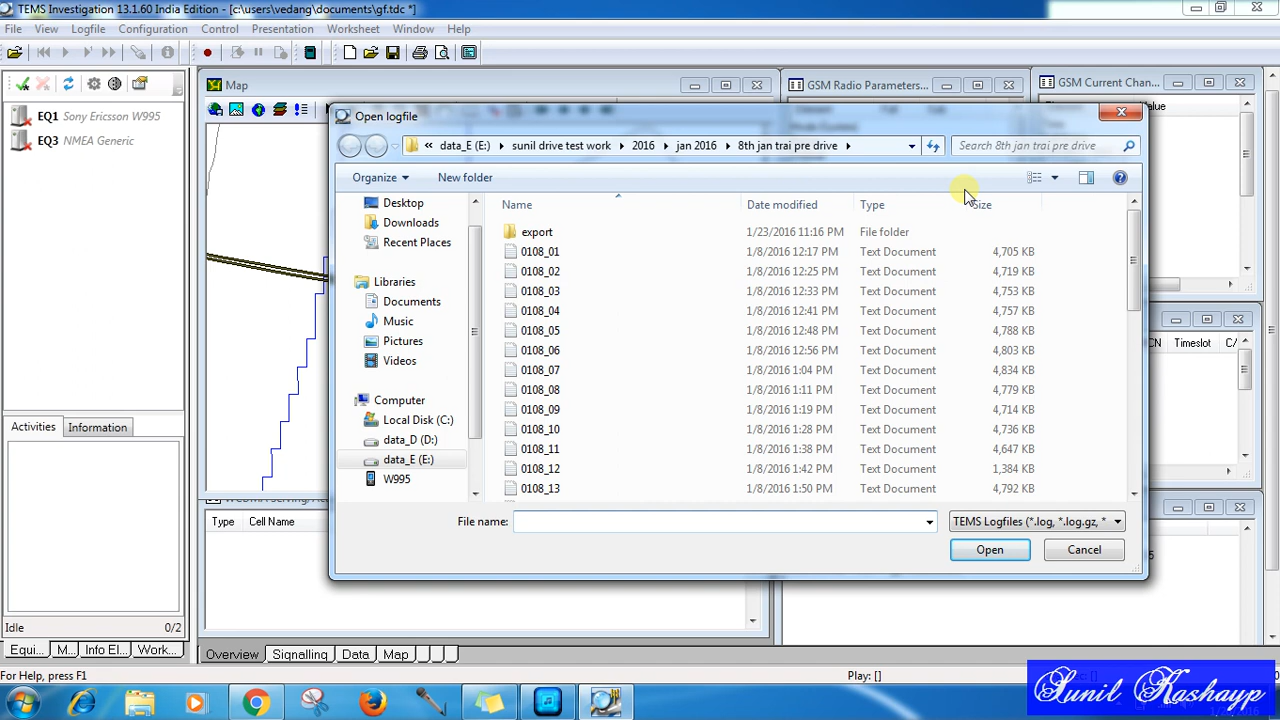 TEMS Investigation 13.1.60 India Edition - [c:\users\vedang\documents\gf.tdc *]
File View Logfile Configuration Control Presentation Worksheet Window Help
EQ1 Sony Ericsson W995
EQ3 NMEA Generic
Activities Information
Idle 0/2
Equi... M... Info El... Work...
For Help, press F1
Map
GSM Radio Parameters...
GSM Current Chan...
Value
CN Timeslot C/
Type Cell Name
Overview Signalling Data Map
Play: []
Open logfile
« data_E (E:) sunil drive test work 2016 jan 2016 8th jan trai pre drive
Search 8th jan trai pre drive
Organize New folder
Desktop
Downloads
Recent Places
Libraries
Documents
Music
Pictures
Videos
Computer
Local Disk (C:)
data_D (D:)
data_E (E:)
W995
Name Date modified Type Size
export 1/23/2016 11:16 PM File folder
0108_01 1/8/2016 12:17 PM Text Document 4,705 KB
0108_02 1/8/2016 12:25 PM Text Document 4,719 KB
0108_03 1/8/2016 12:33 PM Text Document 4,753 KB
0108_04 1/8/2016 12:41 PM Text Document 4,757 KB
0108_05 1/8/2016 12:48 PM Text Document 4,788 KB
0108_06 1/8/2016 12:56 PM Text Document 4,803 KB
0108_07 1/8/2016 1:04 PM Text Document 4,834 KB
0108_08 1/8/2016 1:11 PM Text Document 4,779 KB
0108_09 1/8/2016 1:19 PM Text Document 4,714 KB
0108_10 1/8/2016 1:28 PM Text Document 4,736 KB
0108_11 1/8/2016 1:38 PM Text Document 4,647 KB
0108_12 1/8/2016 1:42 PM Text Document 1,384 KB
0108_13 1/8/2016 1:50 PM Text Document 4,792 KB
File name:
TEMS Logfiles (*.log, *.log.gz, *
Open Cancel
Sunil Kashayp